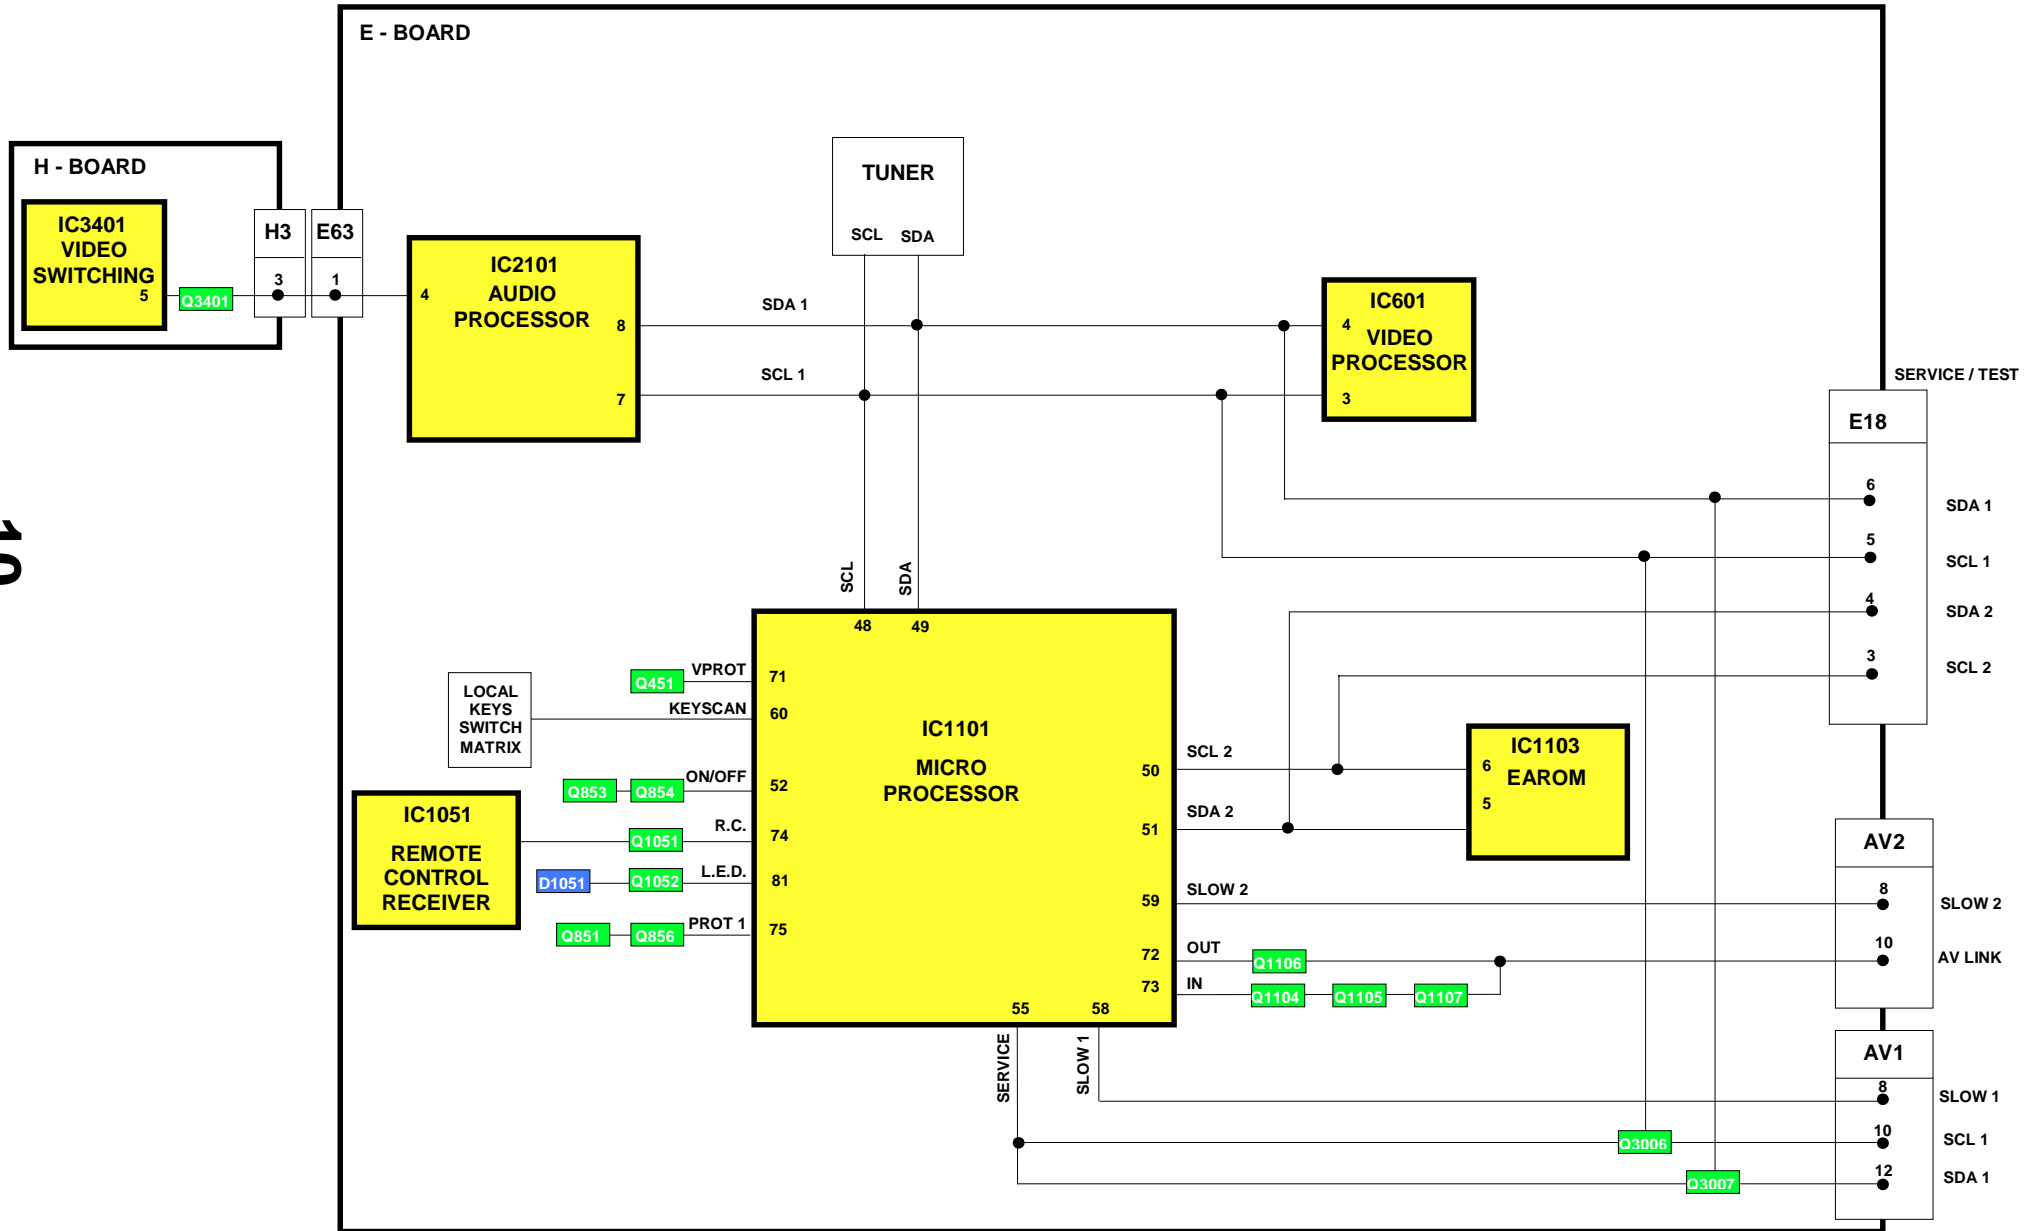 E - BOARD
H - BOARD
IC3401
VIDEO
SWITCHING
5
Q3401
H3
3
E63
1
IC2101
AUDIO
PROCESSOR
4
8
7
TUNER
SCL SDA
SDA 1
SCL 1
IC601
4
VIDEO
PROCESSOR
3
SERVICE / TEST
E18
6
SDA 1
5
SCL 1
4
SDA 2
3
SCL 2
10
SCL
SDA
48 49
IC1101
MICRO
PROCESSOR
Q451
VPROT
71
LOCAL
KEYS
SWITCH
MATRIX
KEYSCAN
60
Q853
Q854
ON/OFF
52
IC1051
REMOTE
CONTROL
RECEIVER
Q1051
R.C.
74
D1051
Q1052
L.E.D.
81
Q851
Q856
PROT 1
75
50
SCL 2
51
SDA 2
IC1103
6
EAROM
5
59
SLOW 2
72
OUT
Q1106
73
IN
Q1104
Q1105
Q1107
AV2
8
SLOW 2
10
AV LINK
55 58
SERVICE
SLOW 1
AV1
8
SLOW 1
Q3006
10
SCL 1
Q3007
12
SDA 1